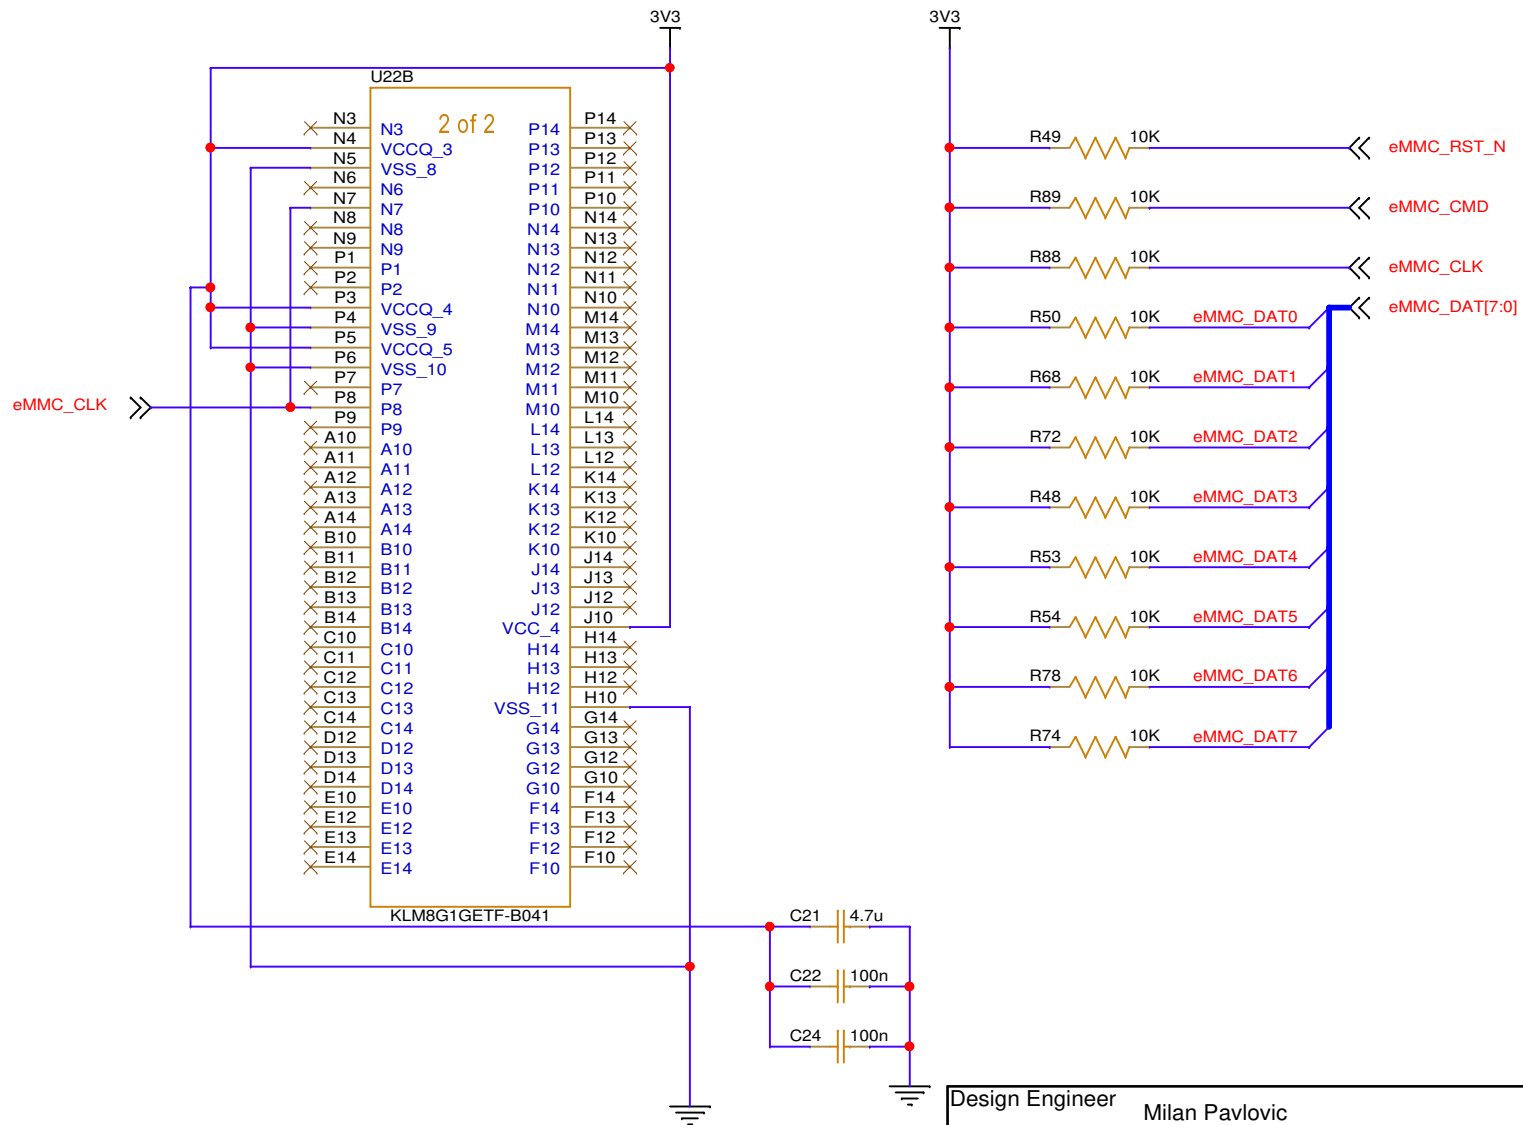 3V3
3V3
U22B
2 of 2
N3 N3 P14 P14
N4 VCCQ_3 P13 P13
N5 VSS_8 P12 P12
N6 N6 P11 P11
N7 N7 P10 P10
N8 N8 N14 N14
N9 N9 N13 N13
P1 P1 N12 N12
P2 P2 N11 N11
P3 VCCQ_4 N10 N10
P4 VSS_9 M14 M14
P5 VCCQ_5 M13 M13
P6 VSS_10 M12 M12
P7 P7 M11 M11
eMMC_CLK P8 P8 M10 M10
P9 P9 L14 L14
A10 A10 L13 L13
A11 A11 L12 L12
A12 A12 K14 K14
A13 A13 K13 K13
A14 A14 K12 K12
B10 B10 K10 K10
B11 B11 J14 J14
B12 B12 J13 J13
B13 B13 J12 J12
B14 B14 VCC_4 J10
C10 C10 H14 H14
C11 C11 H13 H13
C12 C12 H12 H12
C13 C13 VSS_11 H10
C14 C14 G14 G14
D12 D12 G13 G13
D13 D13 G12 G12
D14 D14 G10 G10
E10 E10 F14 F14
E12 E12 F13 F13
E13 E13 F12 F12
E14 E14 F10 F10
KLM8G1GETF-B041
R49 10K eMMC_RST_N
R89 10K eMMC_CMD
R88 10K eMMC_CLK
eMMC_DAT[7:0]
R50 10K eMMC_DAT0
R68 10K eMMC_DAT1
R72 10K eMMC_DAT2
R48 10K eMMC_DAT3
R53 10K eMMC_DAT4
R54 10K eMMC_DAT5
R78 10K eMMC_DAT6
R74 10K eMMC_DAT7
C21 4.7u
C22 100n
C24 100n
Design Engineer
Milan Pavlovic